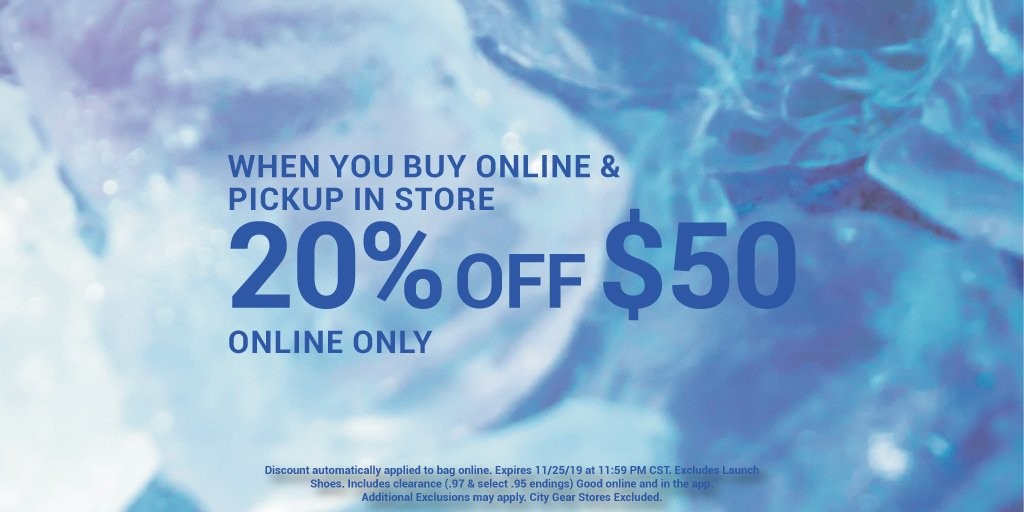 WHEN YOU BUY ONLINE &
PICKUP IN STORE
20% OFF $50
ONLINE ONLY
Discount automatically applied to bag online. Expires 11/25/19 at 11:59 PM CST. Excludes Launch
Shoes. Includes clearance (.97 & select .95 endings) Good online and in the app.
Additional Exclusions may apply. City Gear Stores Excluded.